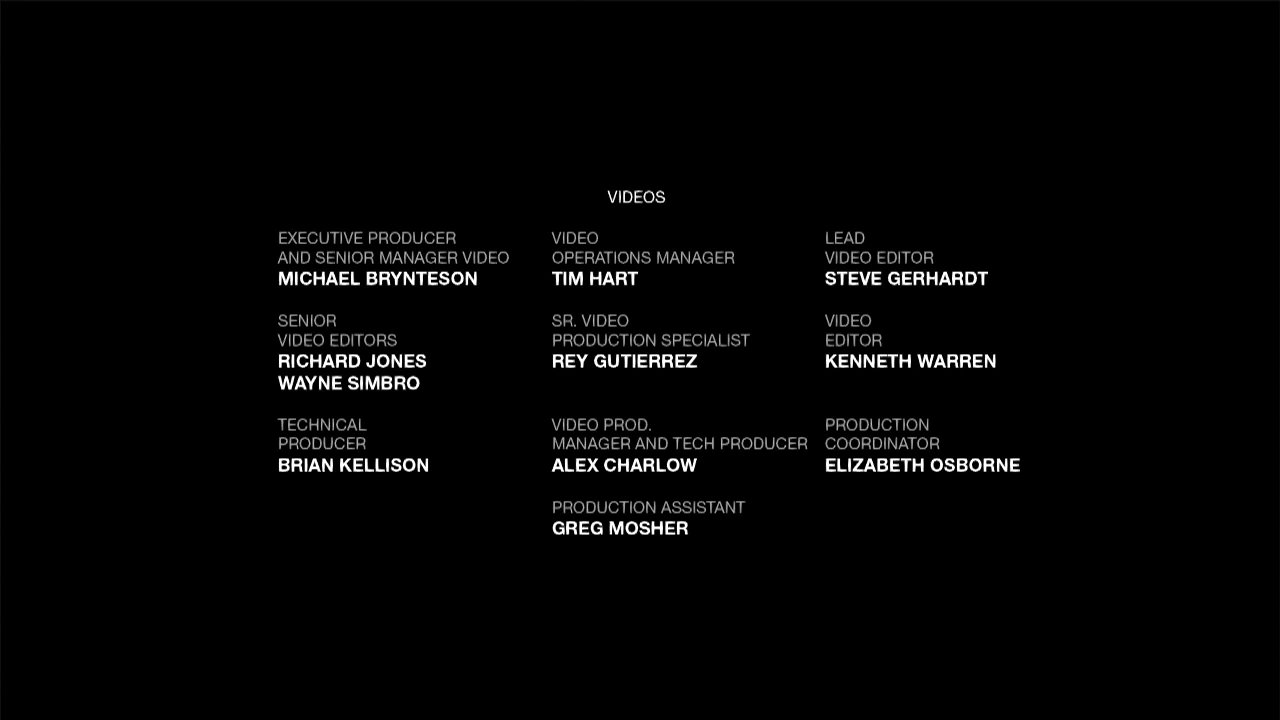 VIDEOS
EXECUTIVE PRODUCER
AND SENIOR MANAGER VIDEO
MICHAEL BRYNTESON
VIDEO
OPERATIONS MANAGER
TIM HART
LEAD
VIDEO EDITOR
STEVE GERHARDT
SENIOR
VIDEO EDITORS
RICHARD JONES
WAYNE SIMBRO
SR. VIDEO
PRODUCTION SPECIALIST
REY GUTIERREZ
VIDEO
EDITOR
KENNETH WARREN
TECHNICAL
PRODUCER
BRIAN KELLISON
VIDEO PROD.
MANAGER AND TECH PRODUCER
ALEX CHARLOW
PRODUCTION
COORDINATOR
ELIZABETH OSBORNE
PRODUCTION ASSISTANT
GREG MOSHER